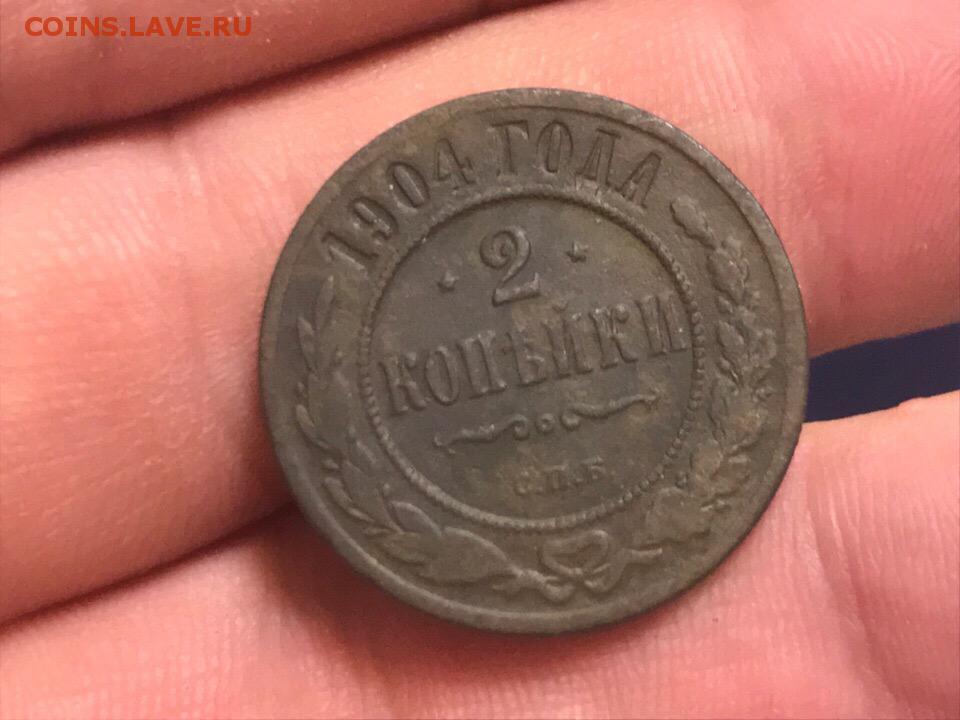 COINS.LAVE.RU
1904 ГОДА
2
КОПѢЙКИ
С.П.Б.